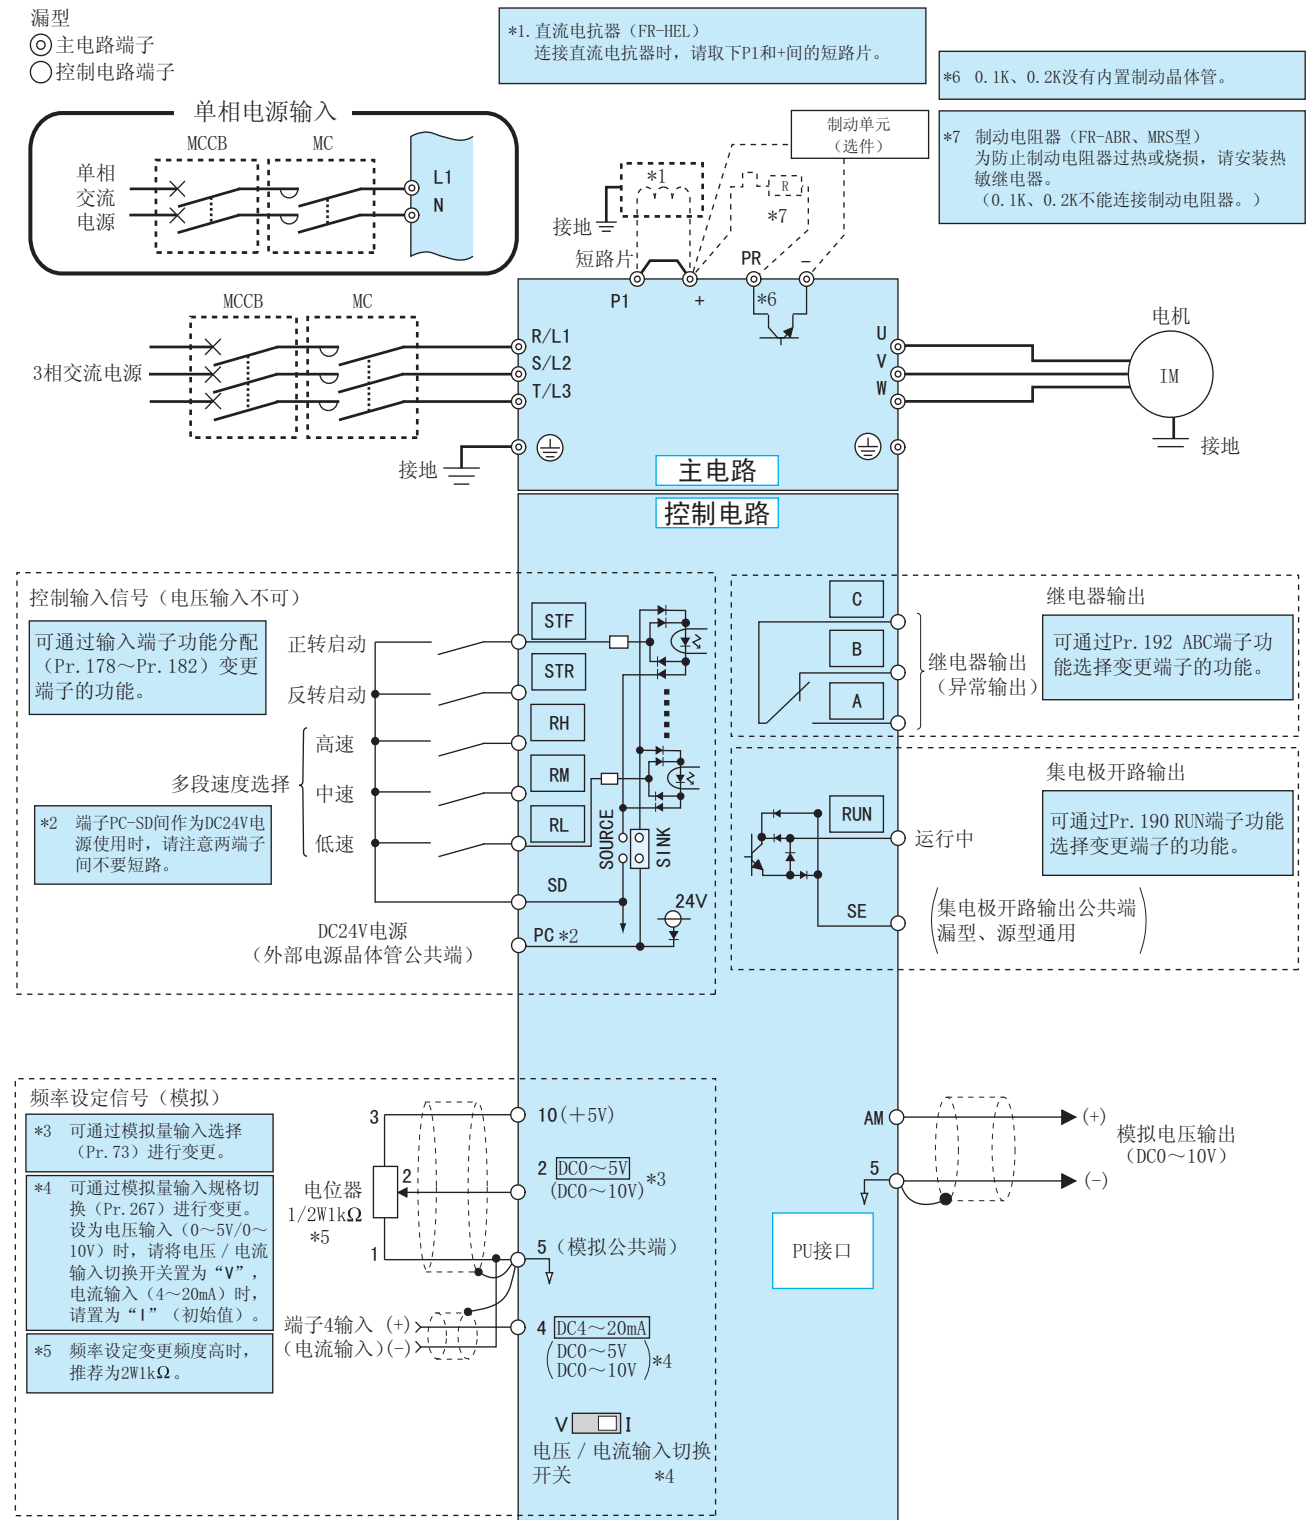 漏型
主电路端子
控制电路端子
*1. 直流电抗器（FR-HEL）
连接直流电抗器时，请取下P1和+间的短路片。
*6 0.1K、0.2K没有内置制动晶体管。
*7 制动电阻器（FR-ABR、MRS型）
为防止制动电阻器过热或烧损，请安装热
敏继电器。
（0.1K、0.2K不能连接制动电阻器。）
单相电源输入
MCCB
MC
单相
交流
电源
L1
N
制动单元
（选件）
*1
R
*7
接地
短路片
PR
−
P1
+
*6
MCCB
MC
3相交流电源
R/L1
S/L2
T/L3
U
V
W
电机
IM
接地
接地
主电路
控制电路
控制输入信号（电压输入不可）
可通过输入端子功能分配
（Pr.178～Pr.182）变更
端子的功能。
正转启动
反转启动
高速
多段速度选择
中速
低速
*2 端子PC-SD间作为DC24V电
源使用时，请注意两端子
间不要短路。
STF
STR
RH
RM
RL
SD
SOURCE
SINK
24V
PC *2
DC24V电源
（外部电源晶体管公共端）
C
B
A
继电器输出
继电器输出
（异常输出）
可通过Pr.192 ABC端子功
能选择变更端子的功能。
集电极开路输出
RUN
运行中
可通过Pr.190 RUN端子功能
选择变更端子的功能。
SE
集电极开路输出公共端
漏型、源型通用
频率设定信号（模拟）
*3 可通过模拟量输入选择
（Pr.73）进行变更。
*4 可通过模拟量输入规格切
换（Pr.267）进行变更。
设为电压输入（0～5V/0～
10V）时，请将电压/电流
输入切换开关置为“V”，
电流输入（4～20mA）时，
请置为“I”（初始值）。
*5 频率设定变更频度高时，
推荐为2W1kΩ。
3
2
1
电位器
1/2W1kΩ
*5
10(＋5V)
2 DC0～5V
(DC0～10V)
*3
5（模拟公共端）
端子4输入 (+)
（电流输入）(−)
4 DC4～20mA
DC0～5V
DC0～10V
*4
V
I
电压/电流输入切换
开关 *4
AM
5
(+)
(−)
模拟电压输出
（DC0～10V）
PU接口